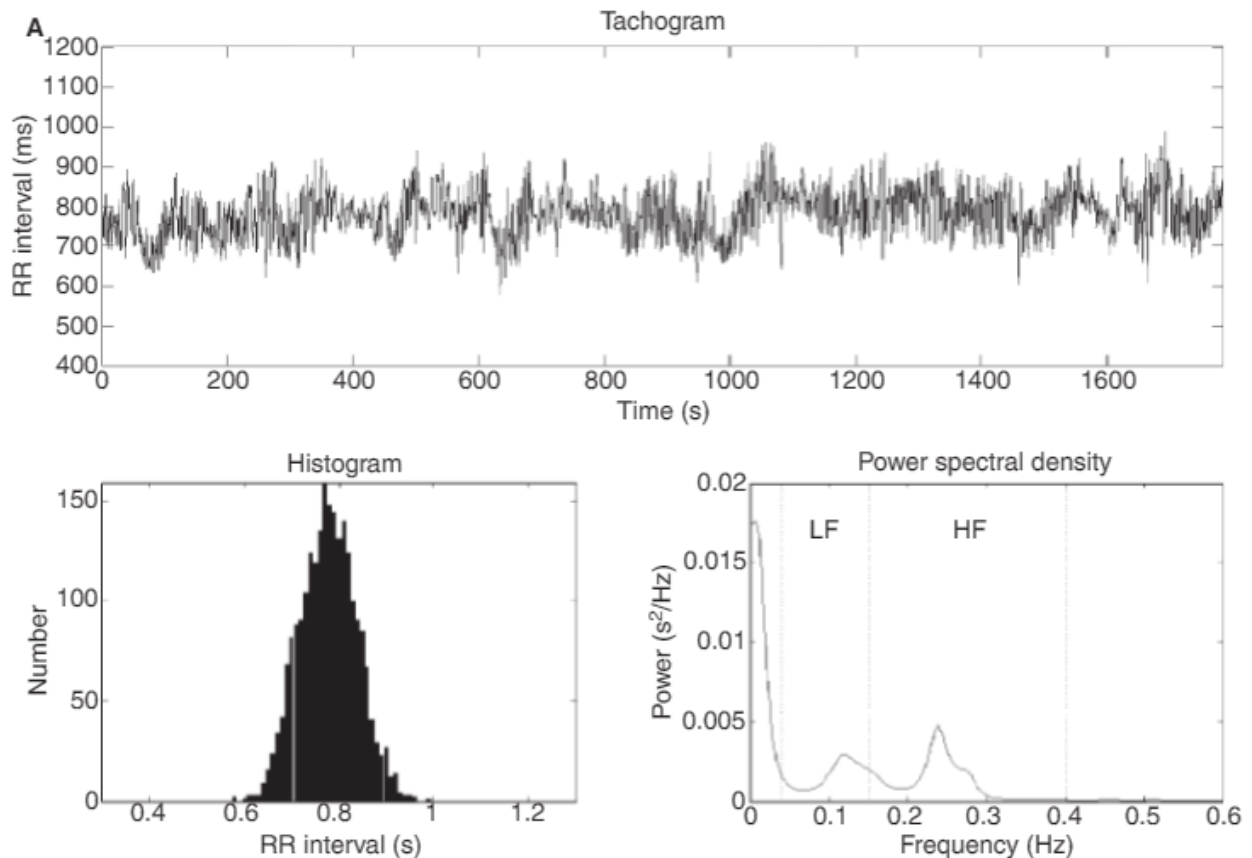 A
Tachogram
1200
1100
1000
900
800
700
600
500
400
RR interval (ms)
0 200 400 600 800 1000 1200 1400 1600
Time (s)
Histogram
150
100
50
0
Number
0.4 0.6 0.8 1 1.2
RR interval (s)
Power spectral density
0.02
0.015
0.01
0.005
0
Power (s²/Hz)
LF HF
0 0.1 0.2 0.3 0.4 0.5 0.6
Frequency (Hz)